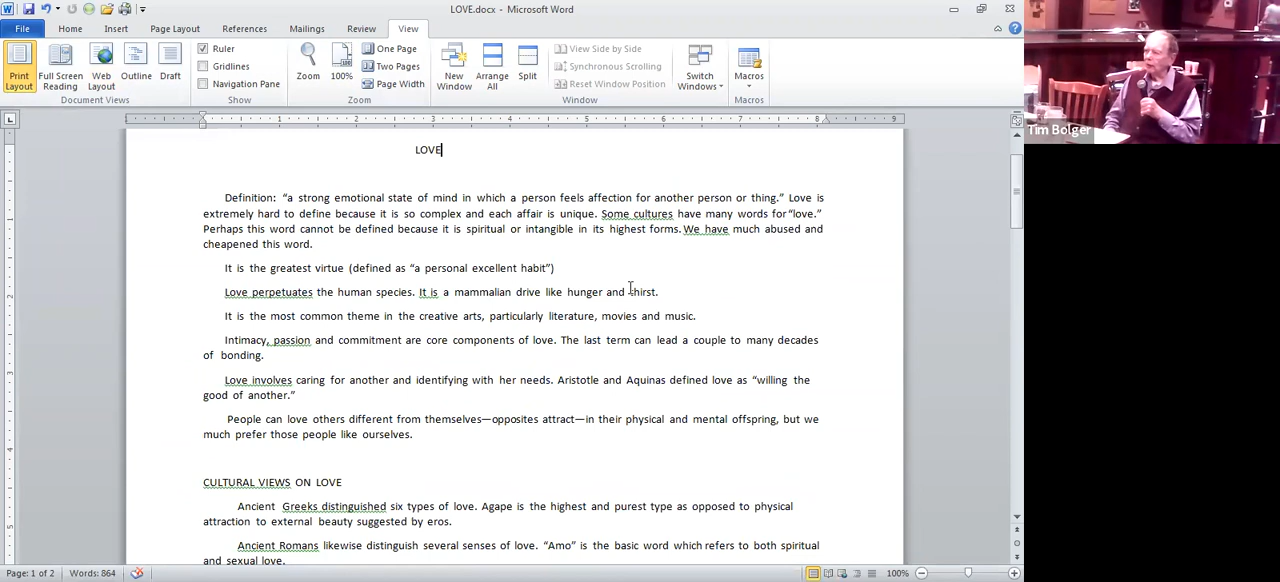 LOVE.docx - Microsoft Word
File Home Insert Page Layout References Mailings Review View
Print Layout
Full Screen Reading
Web Layout
Outline
Draft
Document Views
Ruler
Gridlines
Navigation Pane
Show
Zoom
100%
One Page
Two Pages
Page Width
Zoom
New Window
Arrange All
Split
View Side by Side
Synchronous Scrolling
Reset Window Position
Window
Switch Windows
Macros
Macros
1 2 3 4 5 6 7 8 9
Tim Bolger
LOVE
Definition: “a strong emotional state of mind in which a person feels affection for another person or thing.” Love is
extremely hard to define because it is so complex and each affair is unique. Some cultures have many words for“love.”
Perhaps this word cannot be defined because it is spiritual or intangible in its highest forms. We have much abused and
cheapened this word.
It is the greatest virtue (defined as “a personal excellent habit”)
Love perpetuates the human species. It is a mammalian drive like hunger and thirst.
It is the most common theme in the creative arts, particularly literature, movies and music.
Intimacy, passion and commitment are core components of love. The last term can lead a couple to many decades
of bonding.
Love involves caring for another and identifying with her needs. Aristotle and Aquinas defined love as “willing the
good of another.”
People can love others different from themselves—opposites attract—in their physical and mental offspring, but we
much prefer those people like ourselves.
CULTURAL VIEWS ON LOVE
Ancient Greeks distinguished six types of love. Agape is the highest and purest type as opposed to physical
attraction to external beauty suggested by eros.
Ancient Romans likewise distinguish several senses of love. “Amo” is the basic word which refers to both spiritual
and sexual love.
Page: 1 of 2 Words: 864 100%